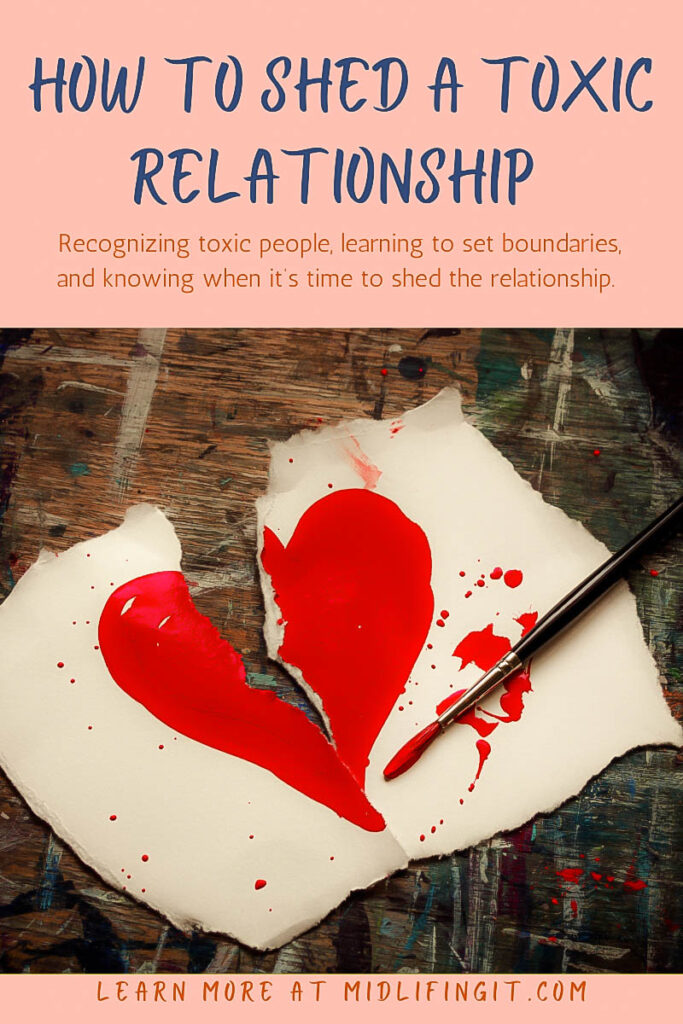 HOW TO SHED A TOXIC
RELATIONSHIP
Recognizing toxic people, learning to set boundaries,
and knowing when it's time to shed the relationship.
LEARN MORE AT MIDLIFINGIT.COM